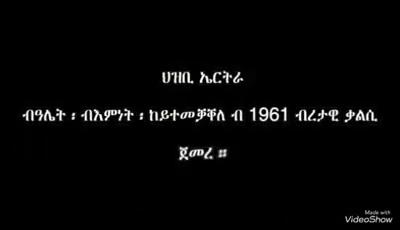 ህዝቢ ኤርትራ
ብዓሌት ፡ ብእምነት ፡ ከይተመቓቐለ ብ 1961 ብረታዊ ቃልሲ
ጀመረ ።
Made with
VideoShow